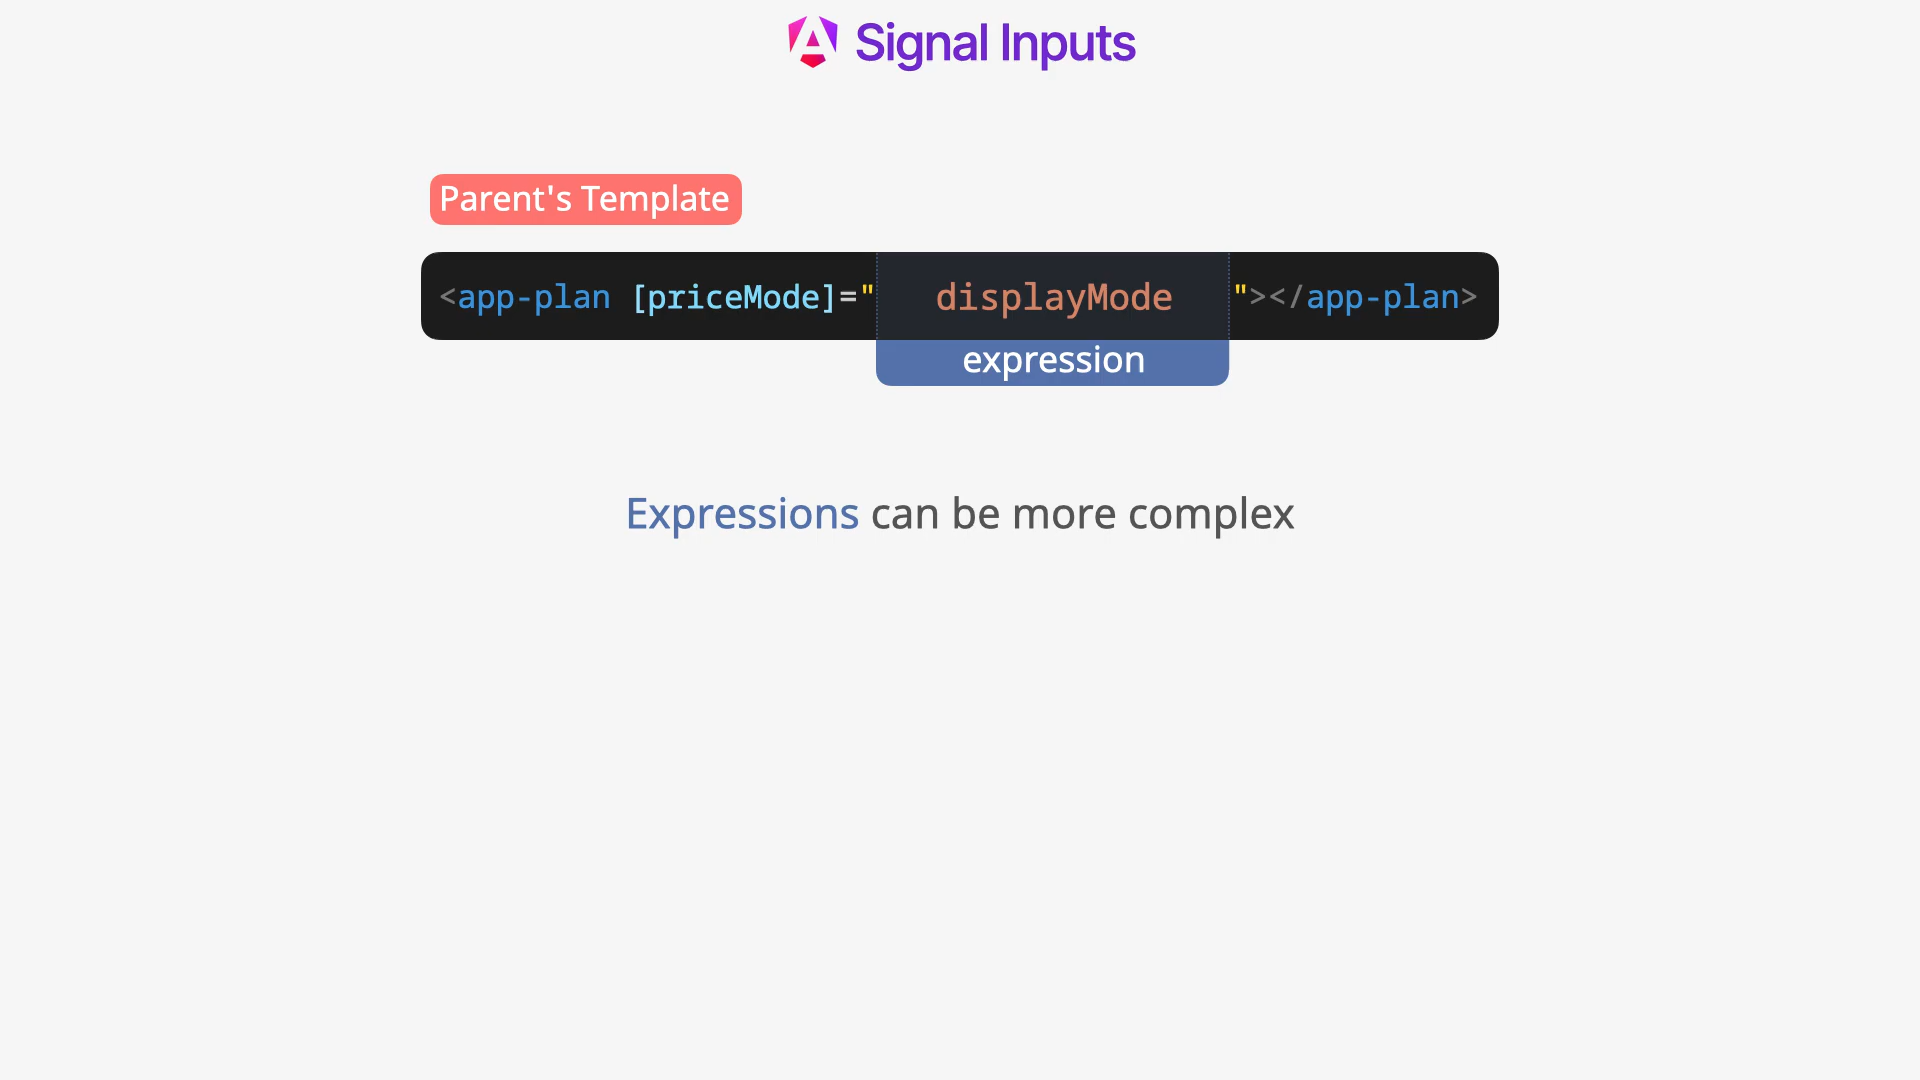 Signal Inputs
Parent's Template
<app-plan [priceMode]="displayMode"></app-plan>
expression
Expressions can be more complex